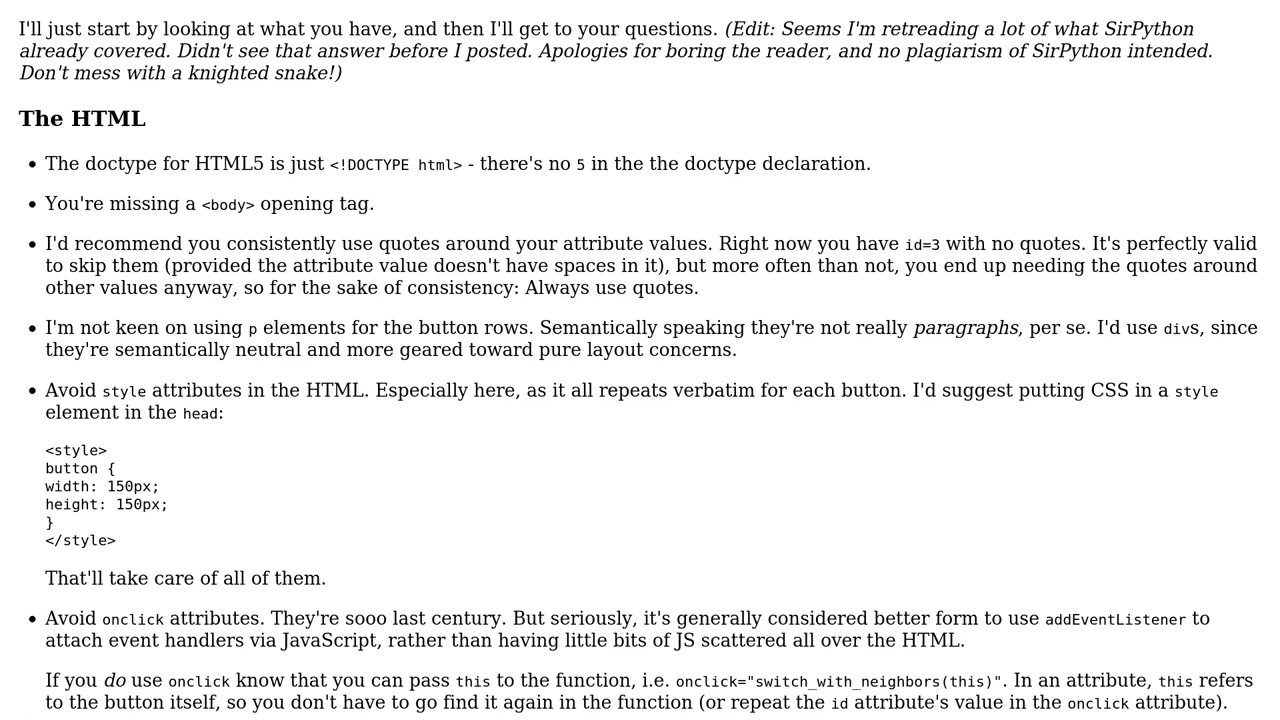 I'll just start by looking at what you have, and then I'll get to your questions. (Edit: Seems I'm retreading a lot of what SirPython
already covered. Didn't see that answer before I posted. Apologies for boring the reader, and no plagiarism of SirPython intended.
Don't mess with a knighted snake!)
The HTML
• The doctype for HTML5 is just <!DOCTYPE html> - there's no 5 in the the doctype declaration.
• You're missing a <body> opening tag.
• I'd recommend you consistently use quotes around your attribute values. Right now you have id=3 with no quotes. It's perfectly valid
to skip them (provided the attribute value doesn't have spaces in it), but more often than not, you end up needing the quotes around
other values anyway, so for the sake of consistency: Always use quotes.
• I'm not keen on using p elements for the button rows. Semantically speaking they're not really paragraphs, per se. I'd use divs, since
they're semantically neutral and more geared toward pure layout concerns.
• Avoid style attributes in the HTML. Especially here, as it all repeats verbatim for each button. I'd suggest putting CSS in a style
element in the head:
<style>
button {
width: 150px;
height: 150px;
}
</style>
That'll take care of all of them.
• Avoid onclick attributes. They're sooo last century. But seriously, it's generally considered better form to use addEventListener to
attach event handlers via JavaScript, rather than having little bits of JS scattered all over the HTML.
If you do use onclick know that you can pass this to the function, i.e. onclick="switch_with_neighbors(this)". In an attribute, this refers
to the button itself, so you don't have to go find it again in the function (or repeat the id attribute's value in the onclick attribute).